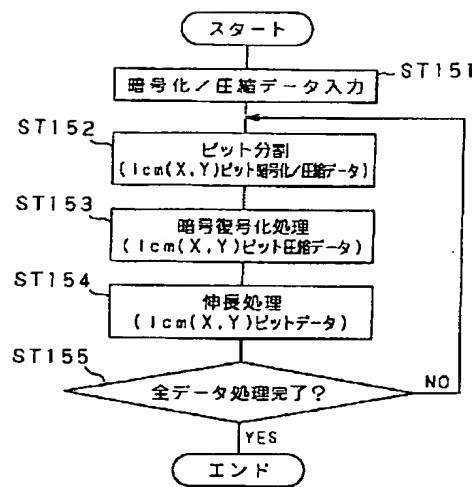 スタート
ST151
暗号化／圧縮データ入力
ST152
ビット分割
(lcm(X,Y)ビット暗号化/圧縮データ)
ST153
暗号復号化処理
(lcm(X,Y)ビット圧縮データ)
ST154
伸長処理
(lcm(X,Y)ビットデータ)
ST155
全データ処理完了?
NO
YES
エンド